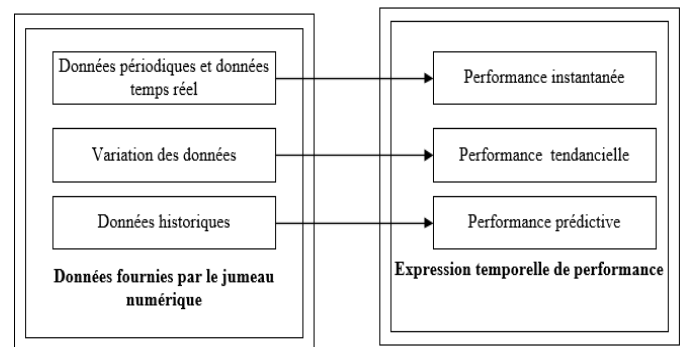 Données périodiques et données
temps réel
Performance instantanée
Variation des données
Performance tendancielle
Données historiques
Performance prédictive
Données fournies par le jumeau
numérique
Expression temporelle de performance